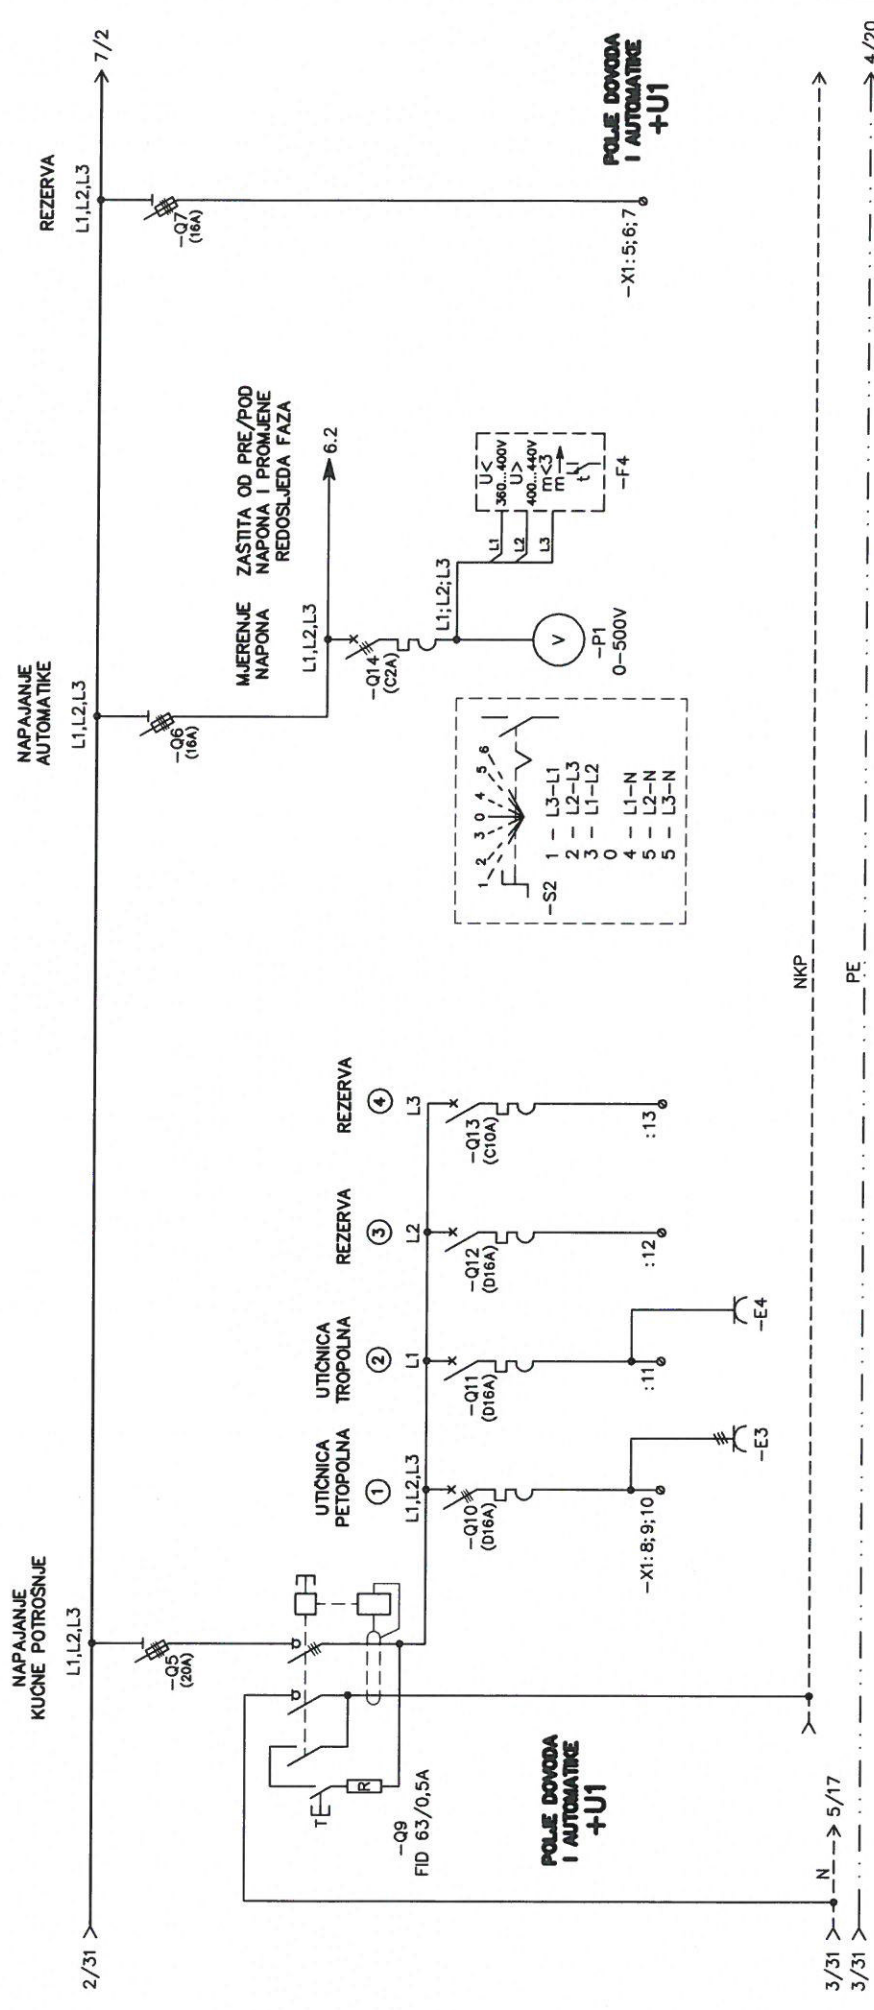 2/31
NAPAJANJE
KUĆNE POTROŠNJE
L1,L2,L3
-Q5
(20A)
T
R
-Q9
FID 63/0,5A
POLJE DOVODA
I AUTOMATIKE
+U1
3/31
N
5/17
3/31
UTIČNICA
PETOPOLNA
1
L1,L2,L3
-Q10
(D16A)
-X1:8;9;10
-E3
UTIČNICA
TROPOLNA
2
L1
-Q11
(D16A)
:11
-E4
REZERVA
3
L2
-Q12
(D16A)
:12
REZERVA
4
L3
-Q13
(C10A)
:13
NKP
PE
NAPAJANJE
AUTOMATIKE
L1,L2,L3
-Q6
(16A)
MJERENJE
NAPONA
ZAŠTITA OD PRE/POD
NAPONA I PROMJENE
REDOSLJEDA FAZA
L1,L2,L3
6.2
-Q14
(C2A)
L1;L2;L3
1 2 3 0 4 5 6
-S2
1 - L3-L1
2 - L2-L3
3 - L1-L2
0
4 - L1-N
5 - L2-N
5 - L3-N
V
-P1
0-500V
L1
L2
L3
U<
360...400V
U>
400...440V
m<3
m
t
-F4
REZERVA
L1,L2,L3
7/2
-Q7
(16A)
-X1:5;6;7
POLJE DOVODA
I AUTOMATIKE
+U1
4/20